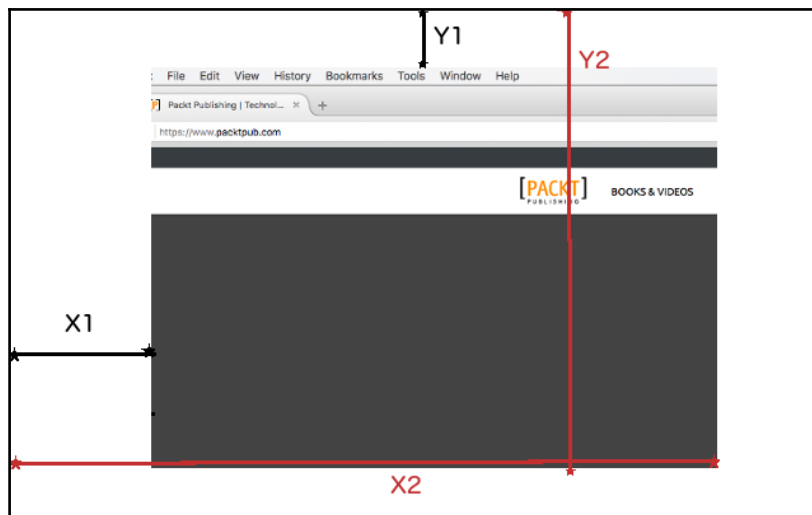 Y1
Y2
: File Edit View History Bookmarks Tools Window Help
P] Packt Publishing | Technol... × +
https://www.packtpub.com
[PACKT] BOOKS & VIDEOS
PUBLISHING
X1
X2